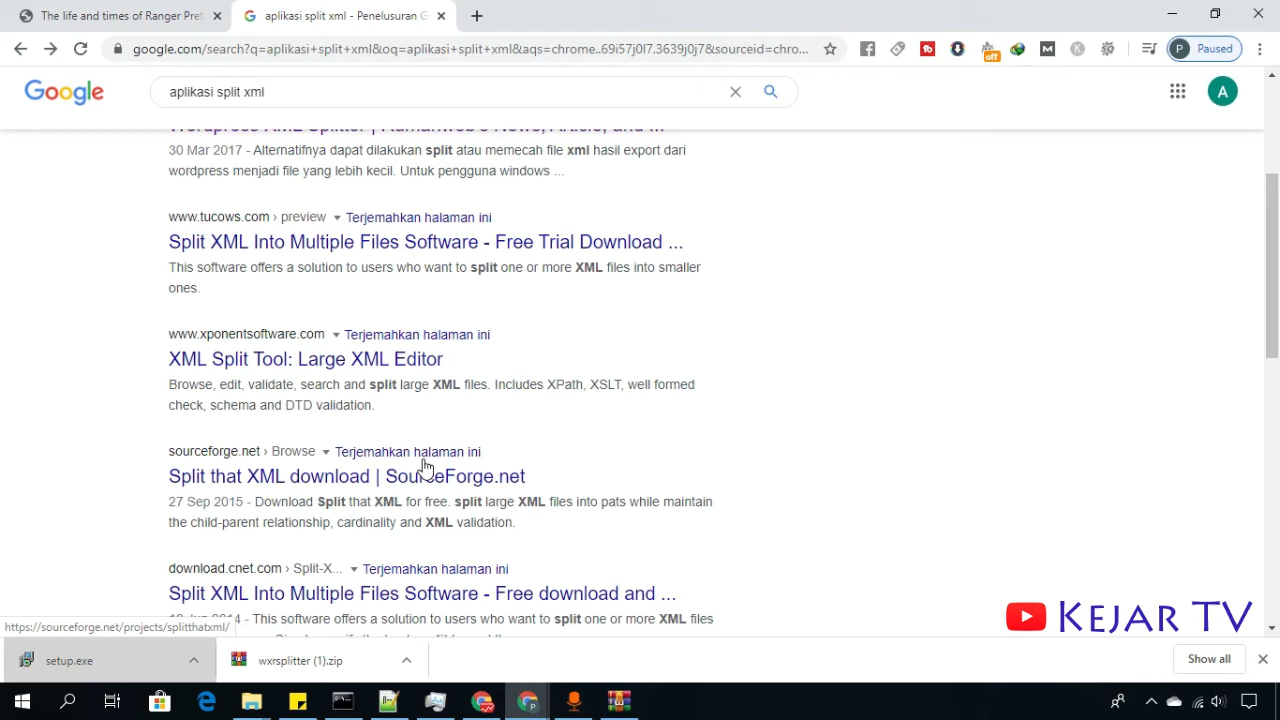 The life and times of Ranger Pret
aplikasi split xml - Penelusuran G
google.com/search?q=aplikasi+split+xml&oq=aplikasi+split+xml&aqs=chrome..69i57j0l7.3639j0j7&sourceid=chro...
off
P Paused
Google
aplikasi split xml
A
Wordpress XML Splitter | Rumahweb's News, Article, and ...
30 Mar 2017 - Alternatifnya dapat dilakukan split atau memecah file xml hasil export dari
wordpress menjadi file yang lebih kecil. Untuk pengguna windows ...
www.tucows.com › preview Terjemahkan halaman ini
Split XML Into Multiple Files Software - Free Trial Download ...
This software offers a solution to users who want to split one or more XML files into smaller
ones.
www.xponentsoftware.com Terjemahkan halaman ini
XML Split Tool: Large XML Editor
Browse, edit, validate, search and split large XML files. Includes XPath, XSLT, well formed
check, schema and DTD validation.
sourceforge.net › Browse Terjemahkan halaman ini
Split that XML download | SourceForge.net
27 Sep 2015 - Download Split that XML for free. split large XML files into pats while maintain
the child-parent relationship, cardinality and XML validation.
download.cnet.com › Split-X... Terjemahkan halaman ini
Split XML Into Multiple Files Software - Free download and ...
2014 - This software offers a solution to users who want to split one or more XML files
https://sourceforge.net/projects/splitthatxml/
KEJAR TV
setup.exe
wxrsplitter (1).zip
Show all